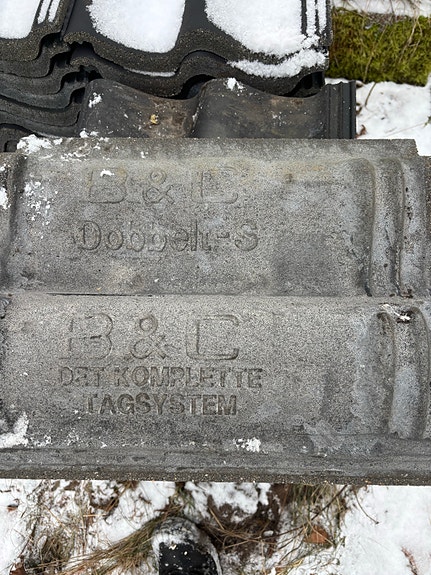 B & C
Dobbelt-S
B & C
DET KOMPLETTE
TAGSYSTEM